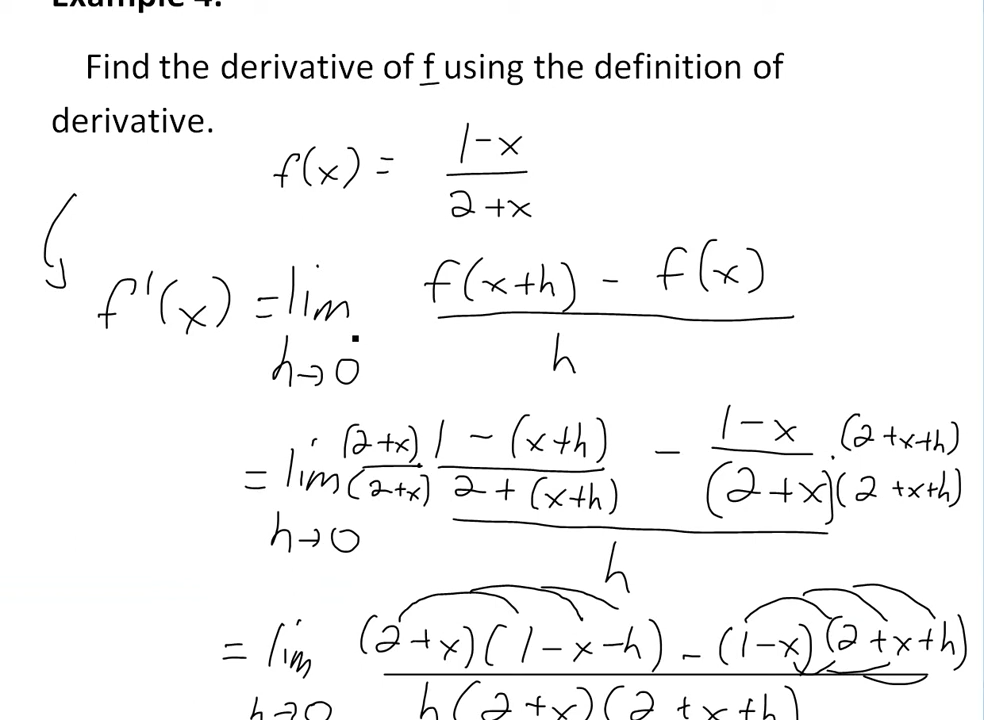 Example 4:
Find the derivative of f using the definition of
derivative.
f(x) = (1-x)/(2+x)
f'(x) = lim h→0 (f(x+h) - f(x))/h
= lim h→0 ((2+x)/(2+x) (1-(x+h))/(2+(x+h)) - (1-x)/(2+x) · (2+x+h)/(2+x+h))/h
= lim h→0 ((2+x)(1-x-h) - (1-x)(2+x+h))/(h(2+x)(2+x+h))